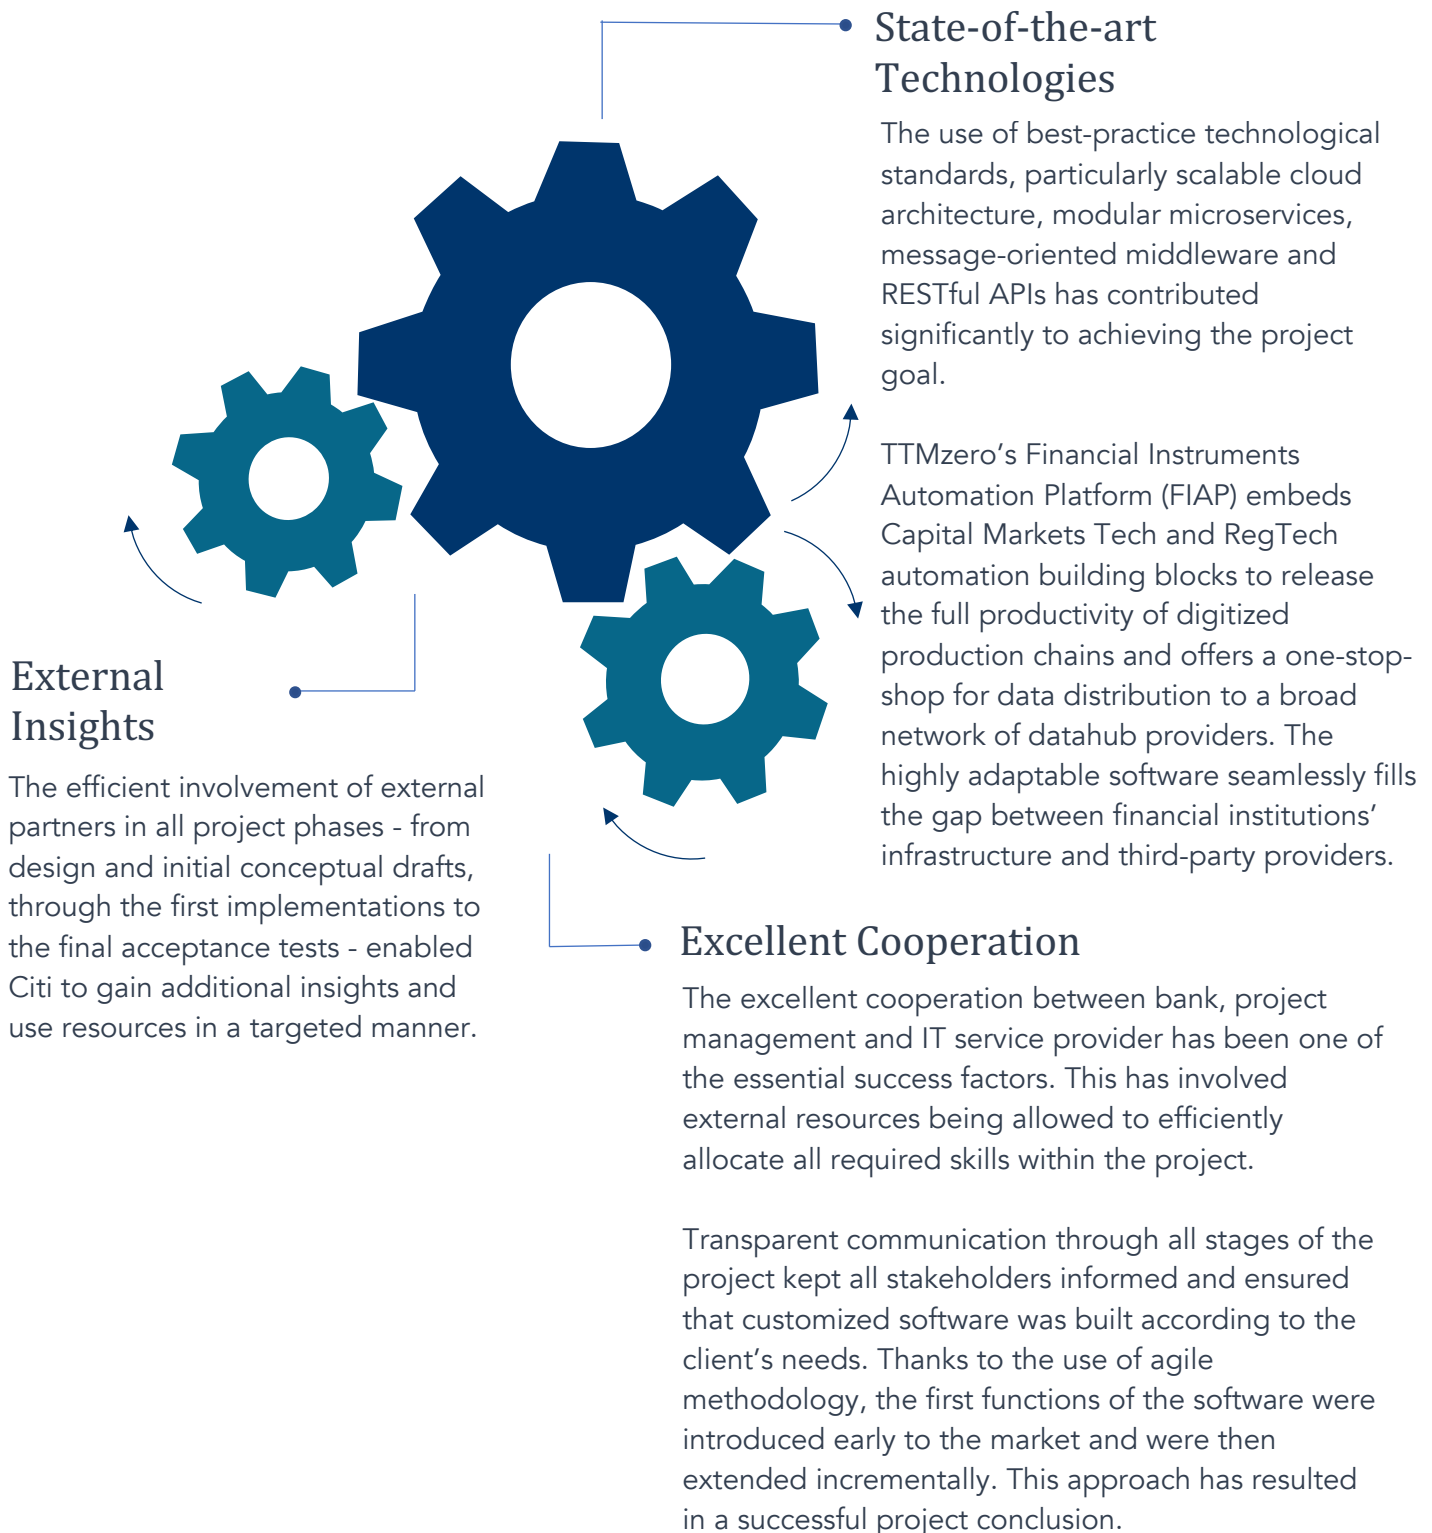 State-of-the-art
Technologies
The use of best-practice technological
standards, particularly scalable cloud
architecture, modular microservices,
message-oriented middleware and
RESTful APIs has contributed
significantly to achieving the project
goal.
TTMzero’s Financial Instruments
Automation Platform (FIAP) embeds
Capital Markets Tech and RegTech
automation building blocks to release
the full productivity of digitized
production chains and offers a one-stop-
shop for data distribution to a broad
network of datahub providers. The
highly adaptable software seamlessly fills
the gap between financial institutions’
infrastructure and third-party providers.
External
Insights
The efficient involvement of external
partners in all project phases - from
design and initial conceptual drafts,
through the first implementations to
the final acceptance tests - enabled
Citi to gain additional insights and
use resources in a targeted manner.
Excellent Cooperation
The excellent cooperation between bank, project
management and IT service provider has been one of
the essential success factors. This has involved
external resources being allowed to efficiently
allocate all required skills within the project.
Transparent communication through all stages of the
project kept all stakeholders informed and ensured
that customized software was built according to the
client’s needs. Thanks to the use of agile
methodology, the first functions of the software were
introduced early to the market and were then
extended incrementally. This approach has resulted
in a successful project conclusion.